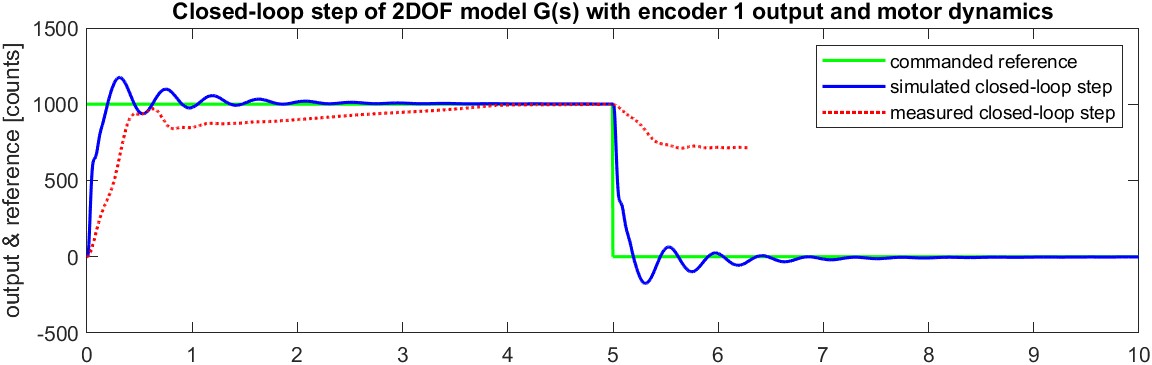 Closed-loop step of 2DOF model G(s) with encoder 1 output and motor dynamics
output & reference [counts]
1500
1000
500
0
-500
commanded reference
simulated closed-loop step
measured closed-loop step
0 1 2 3 4 5 6 7 8 9 10